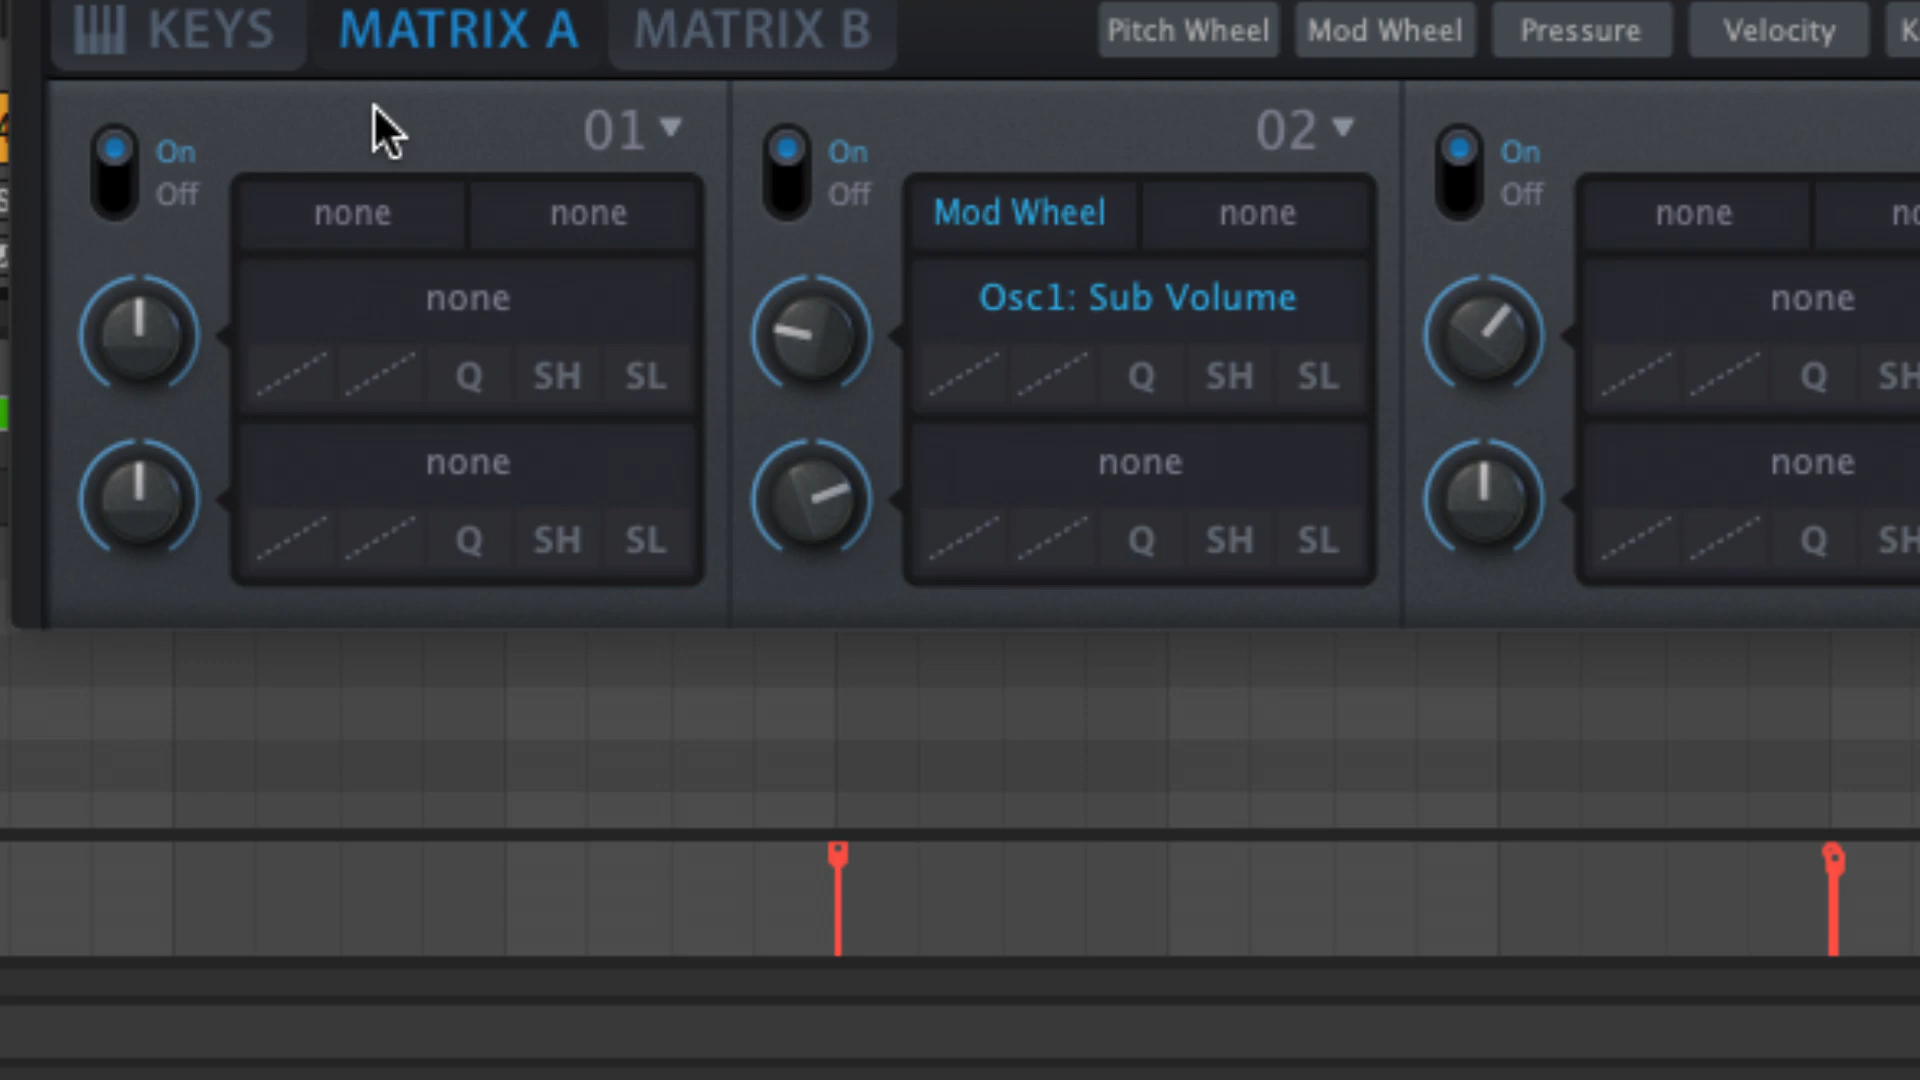 KEYS MATRIX A MATRIX B Pitch Wheel Mod Wheel Pressure Velocity
01 02
On On On
Off Off Off
none none Mod Wheel none none
none Osc1: Sub Volume none
Q SH SL Q SH SL Q SH
none none none
Q SH SL Q SH SL Q SH